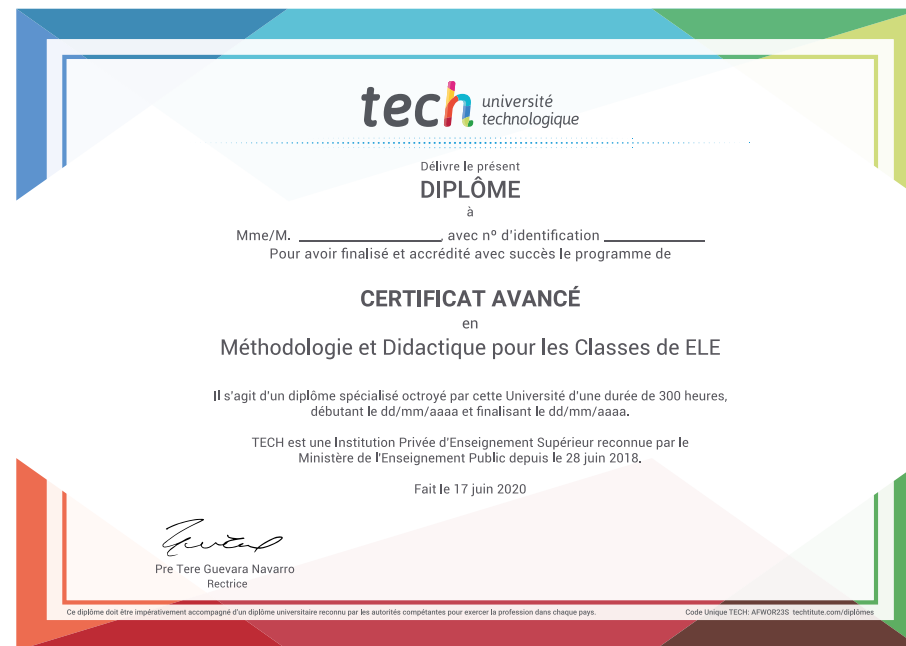 tech université
technologique
Délivre le présent
DIPLÔME
à
Mme/M. , avec nº d'identification
Pour avoir finalisé et accrédité avec succès le programme de
CERTIFICAT AVANCÉ
en
Méthodologie et Didactique pour les Classes de ELE
Il s'agit d'un diplôme spécialisé octroyé par cette Université d'une durée de 300 heures,
débutant le dd/mm/aaaa et finalisant le dd/mm/aaaa.
TECH est une Institution Privée d'Enseignement Supérieur reconnue par le
Ministère de l'Enseignement Public depuis le 28 juin 2018.
Fait le 17 juin 2020
Pre Tere Guevara Navarro
Rectrice
Ce diplôme doit être impérativement accompagné d'un diplôme universitaire reconnu par les autorités compétantes pour exercer la profession dans chaque pays.
Code Unique TECH: AFWOR23S techtitute.com/diplômes